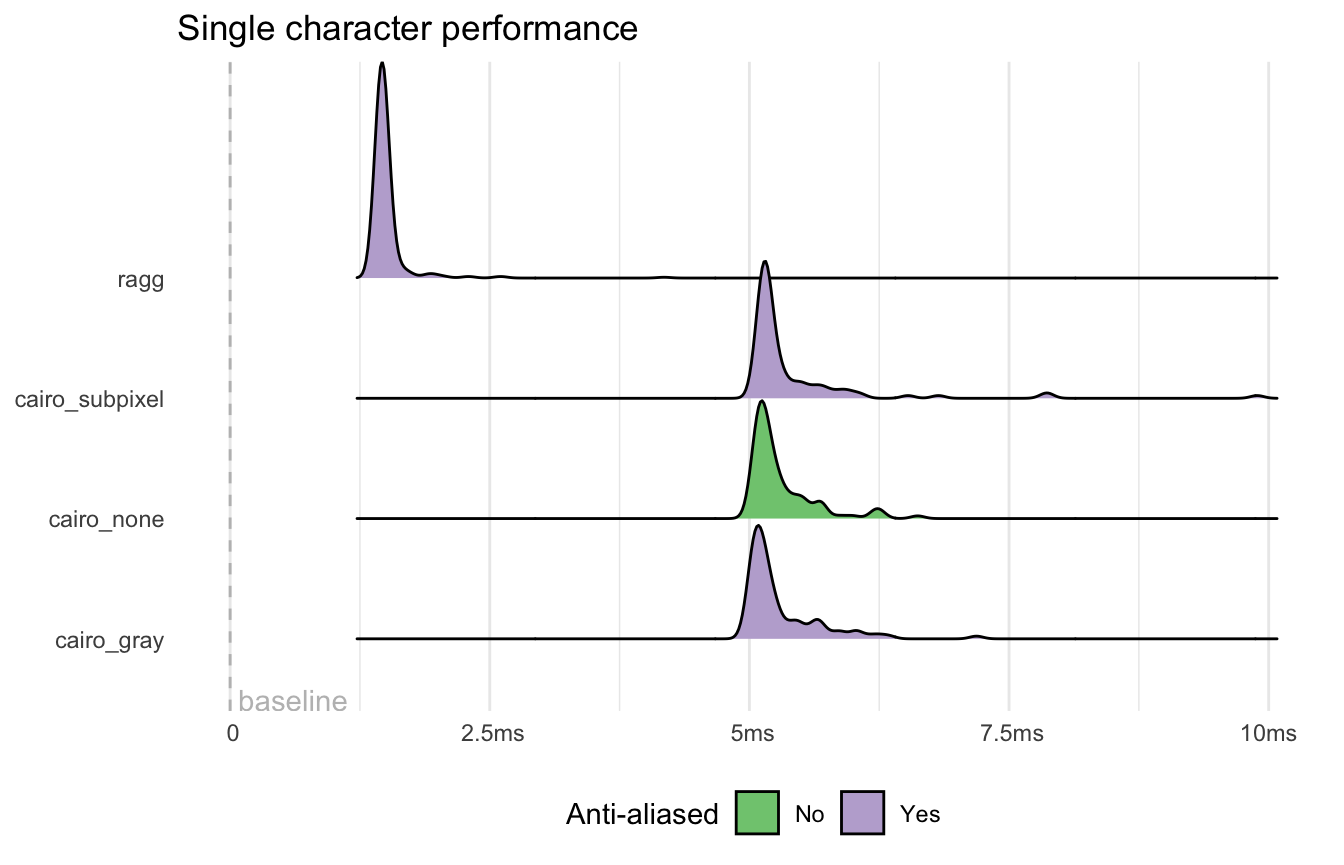 Single character performance
ragg
cairo_subpixel
cairo_none
cairo_gray
baseline
0 2.5ms 5ms 7.5ms 10ms
Anti-aliased No Yes